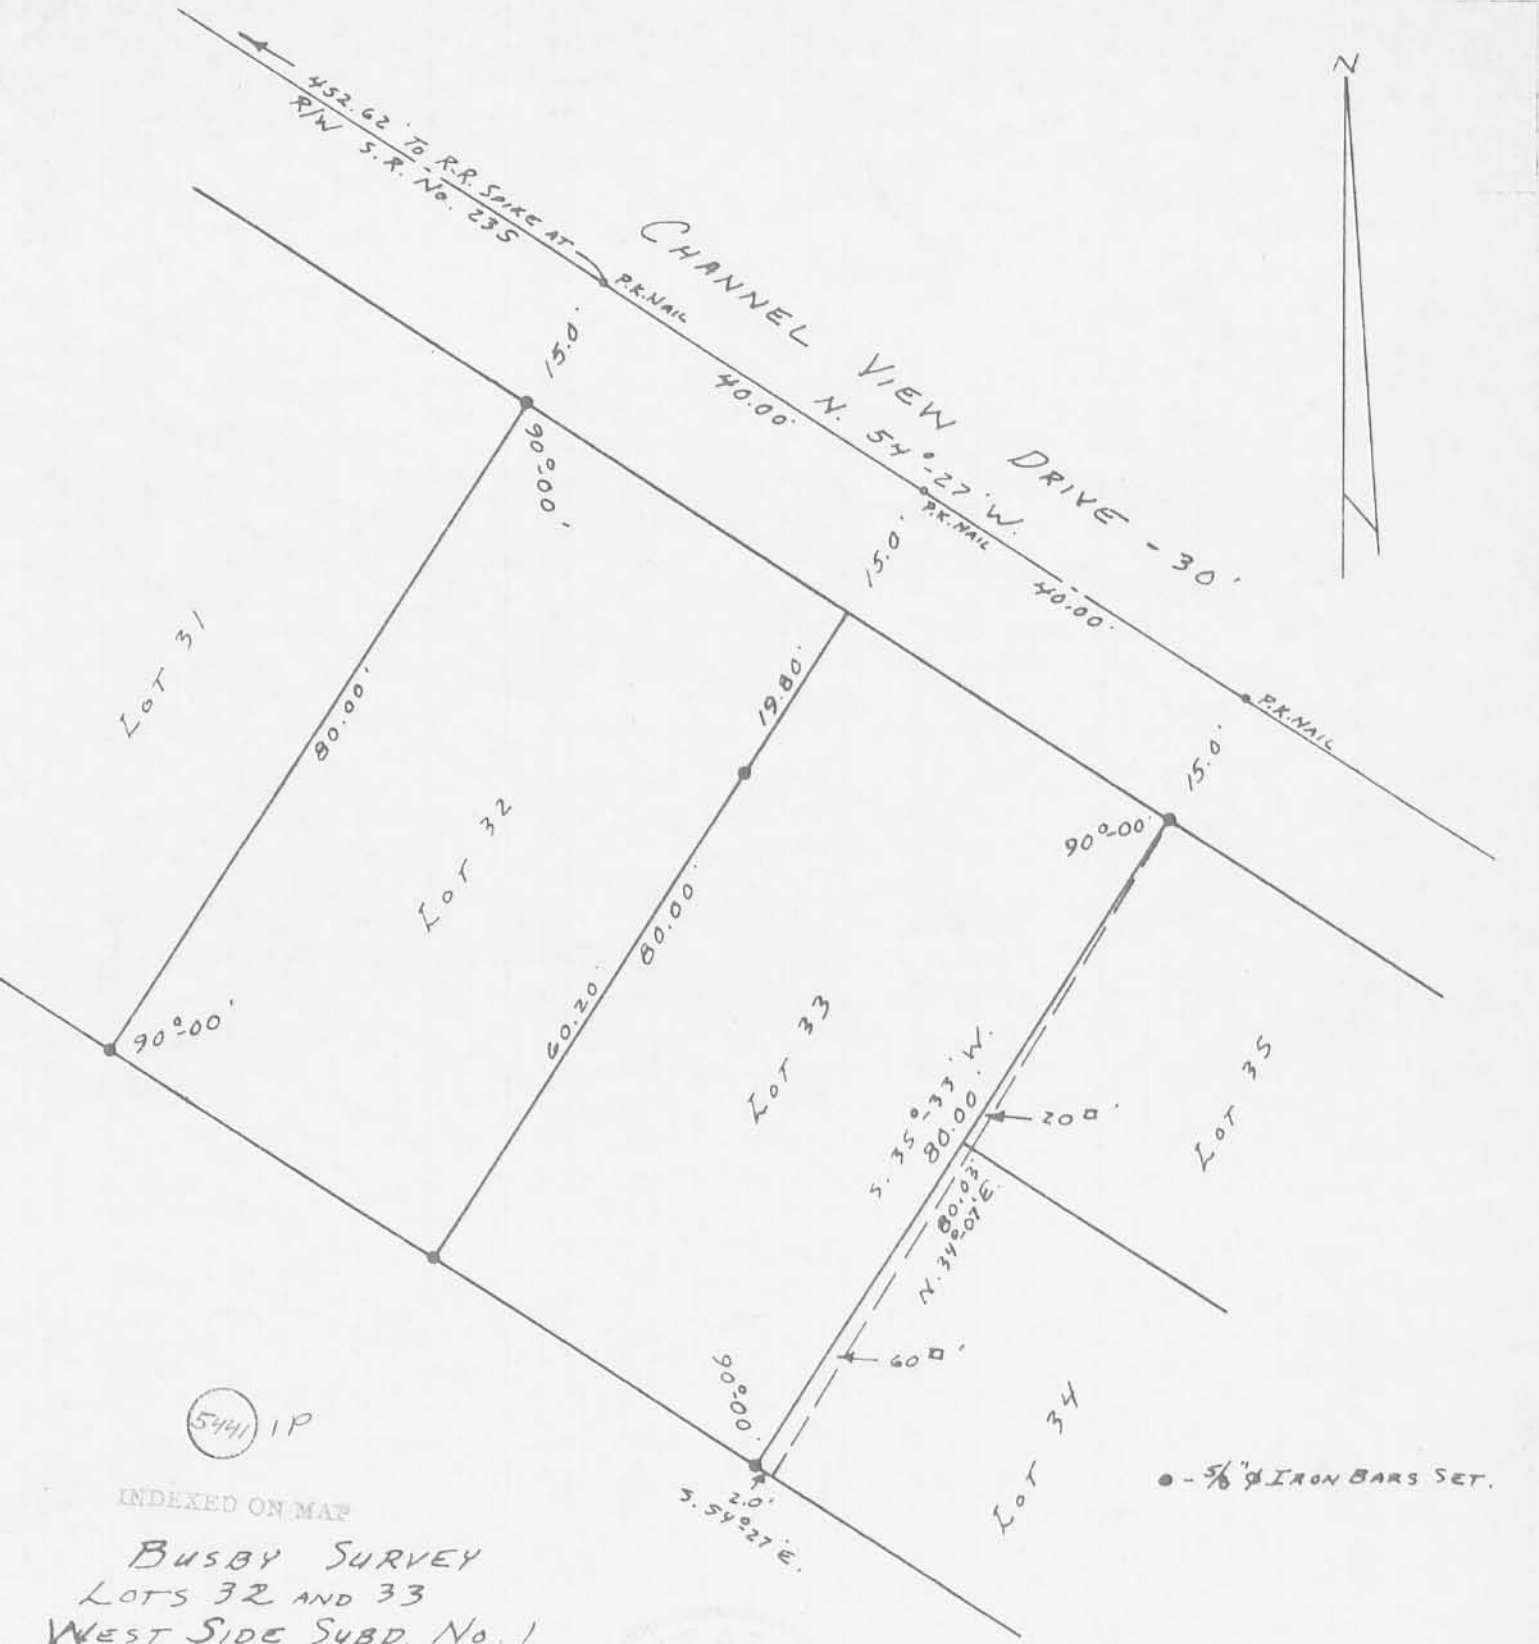 N
452.62' TO R.R. SPIKE AT
R/W S.R. No. 235
P.K. NAIL
CHANNEL VIEW DRIVE - 30'
15.0'
40.00'
N. 54°-27' W.
90°-00'
P.K. NAIL
15.0'
40.00'
LOT 31
80.00'
19.80'
P.K. NAIL
15.0'
LOT 32
90°-00'
80.00'
90°-00'
60.20'
LOT 33
S. 35°-33' W.
80.00'
20 □'
LOT 35
80.03'
N. 34°-07' E.
60 □'
90°-00'
LOT 34
5441 1P
2.0'
S. 54°-27' E.
● - 5/8" Ø IRON BARS SET.
INDEXED ON MAP
BUSBY SURVEY
LOTS 32 AND 33
WEST SIDE SUBD. No. 1